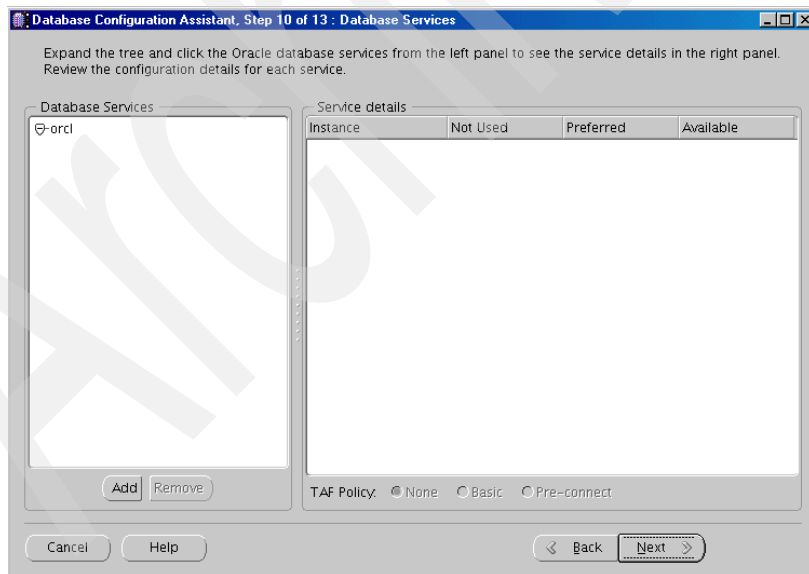 Database Configuration Assistant, Step 10 of 13 : Database Services
Expand the tree and click the Oracle database services from the left panel to see the service details in the right panel.
Review the configuration details for each service.
Database Services
orcl
Add Remove
Service details
Instance Not Used Preferred Available
TAF Policy: None Basic Pre-connect
Cancel Help Back Next